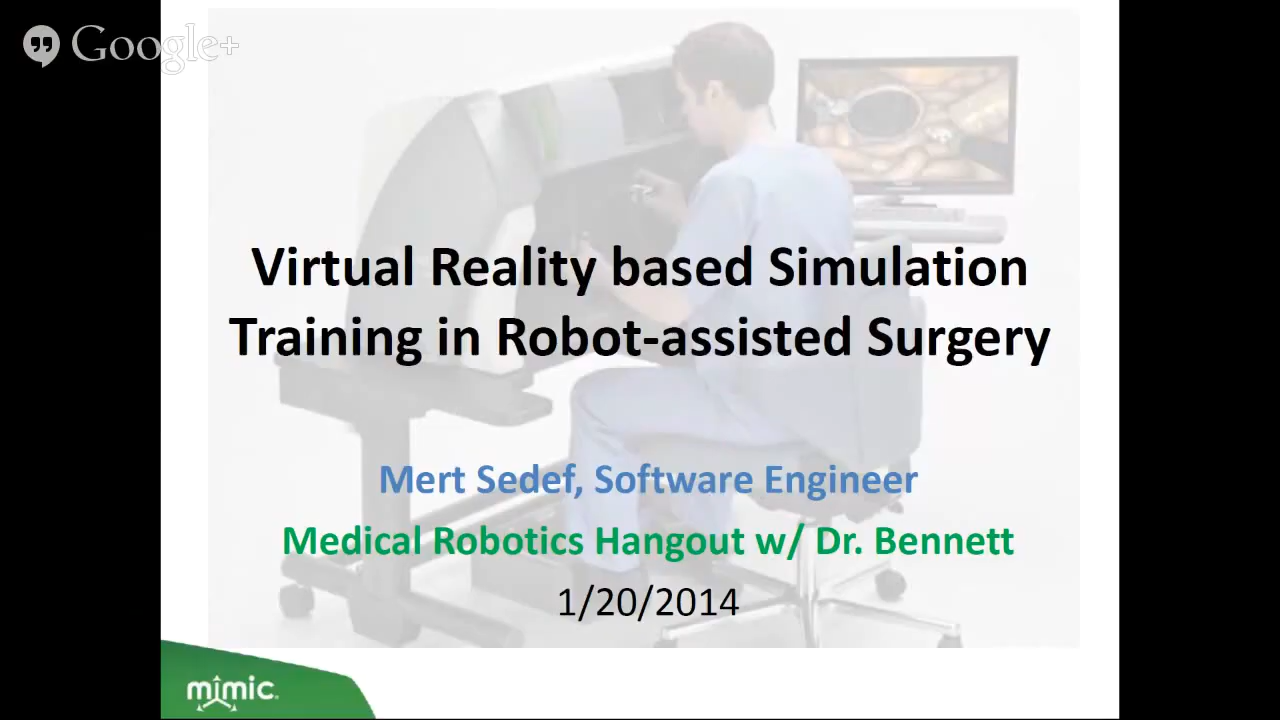 Google+
Virtual Reality based Simulation
Training in Robot-assisted Surgery
Mert Sedef, Software Engineer
Medical Robotics Hangout w/ Dr. Bennett
1/20/2014
mimic.